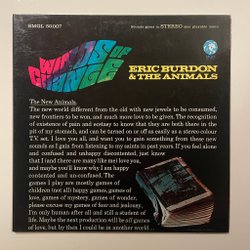 SMGL 50007
WINDS OF
CHANGE
ERIC BURDON
& THE ANIMALS
The New Animals.
The new world different from the old with new jewels to be consumed,
new frontiers to be won, and much more love to be given. The recognition
of existence of pain and ecstasy to know that they are both there in the
pit of my stomach, and can be turned on or off as easily as a stereo-colour
T.V. set. I love you all, and want you to gain something from these new
sounds as I gain from listening to my saints in past years. If you feel alone
and confused and unhappy discontented, just know
that I (and there are many like me) love you,
and maybe you'll know why I am happy
contented and un-confused. The
games I play are mostly games of
children (not all, happy games, games of
love, games of mystery, games of wonder,
please excuse my games of fear and jealousy.
I'm only human after all and still a student of
life. Maybe the next production will be all games
of love, but by then I could be in another world...